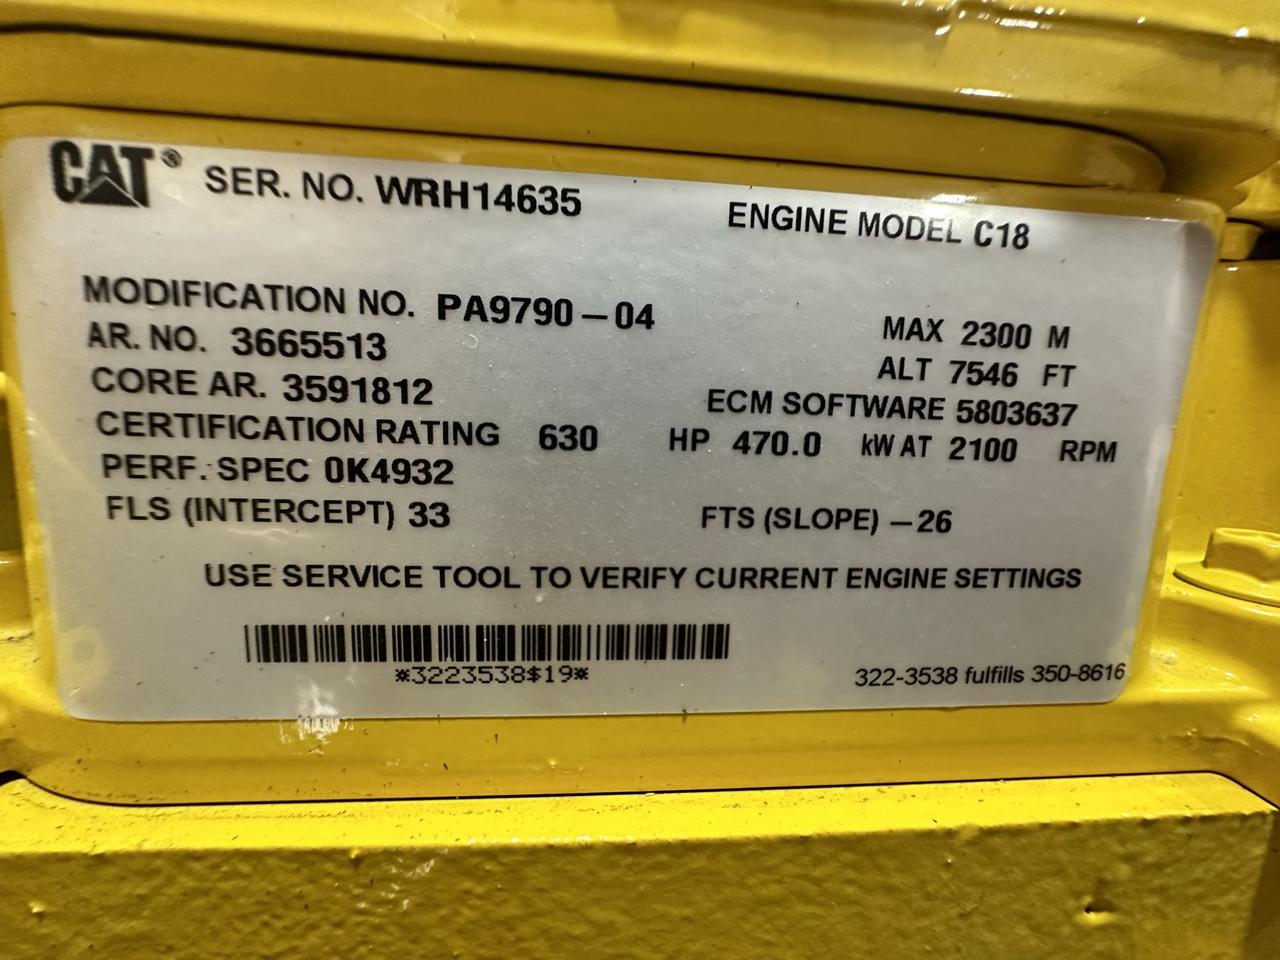 CAT® SER. NO. WRH14635 ENGINE MODEL C18
MODIFICATION NO. PA9790-04 MAX 2300 M
AR. NO. 3665513 ALT 7546 FT
CORE AR. 3591812 ECM SOFTWARE 5803637
CERTIFICATION RATING 630 HP 470.0 kW AT 2100 RPM
PERF. SPEC 0K4932
FLS (INTERCEPT) 33 FTS (SLOPE) -26
USE SERVICE TOOL TO VERIFY CURRENT ENGINE SETTINGS
*3223538$19*
322-3538 fulfills 350-8616